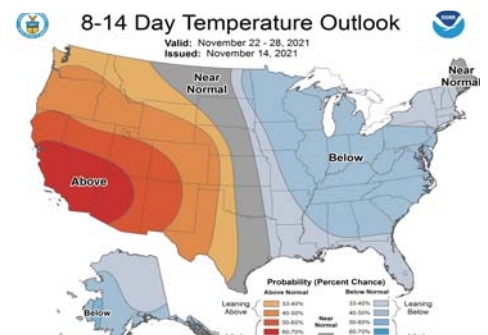 8-14 Day Temperature Outlook
Valid: November 22 - 28, 2021
Issued: November 14, 2021
Near
Normal
Near
Normal
Below
Above
Below
Probability (Percent Chance)
Above Normal
Below Normal
Leaning
Above
33-40%
40-50%
50-60%
60-70%
Near
Normal
33-40%
40-50%
50-60%
60-70%
Leaning
Below